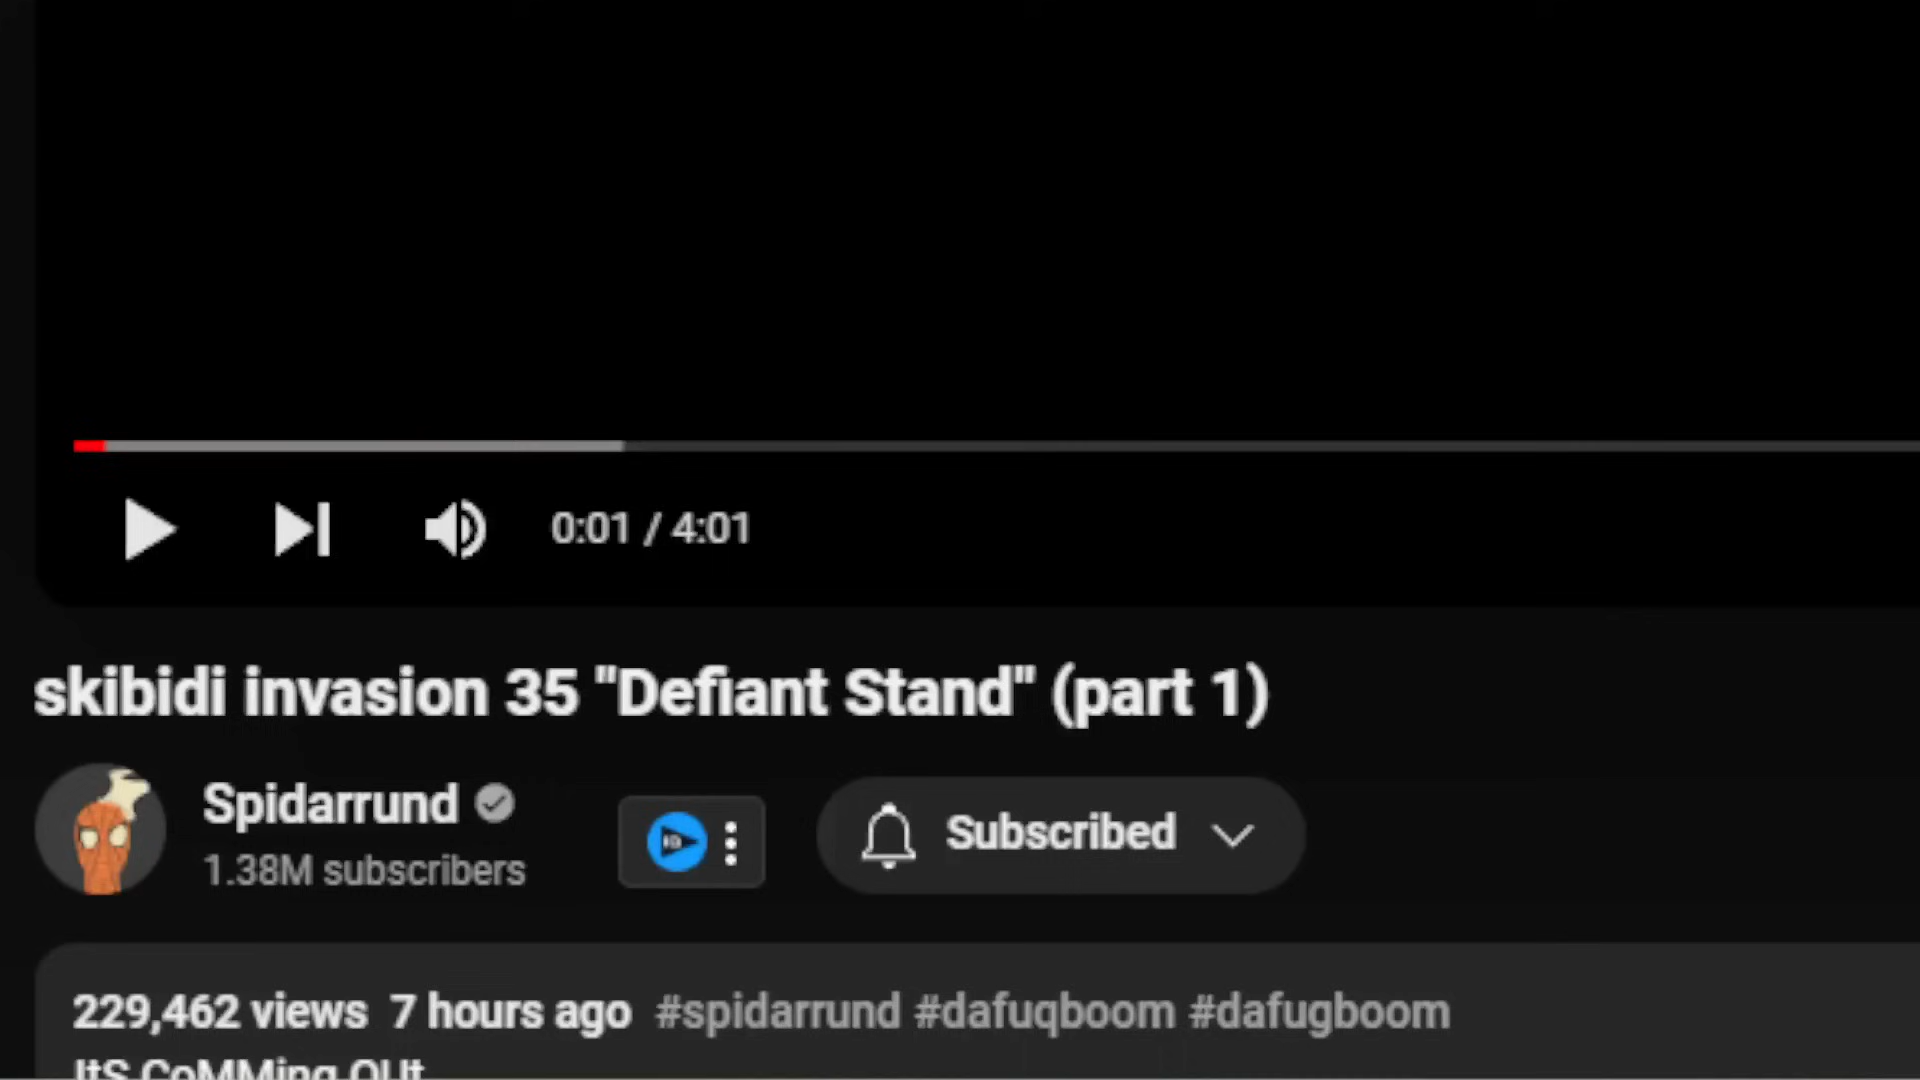 0:01 / 4:01
skibidi invasion 35 "Defiant Stand" (part 1)
Spidarrund
1.38M subscribers
Subscribed
229,462 views 7 hours ago #spidarrund #dafuqboom #dafugboom
ItS CoMMing OUt